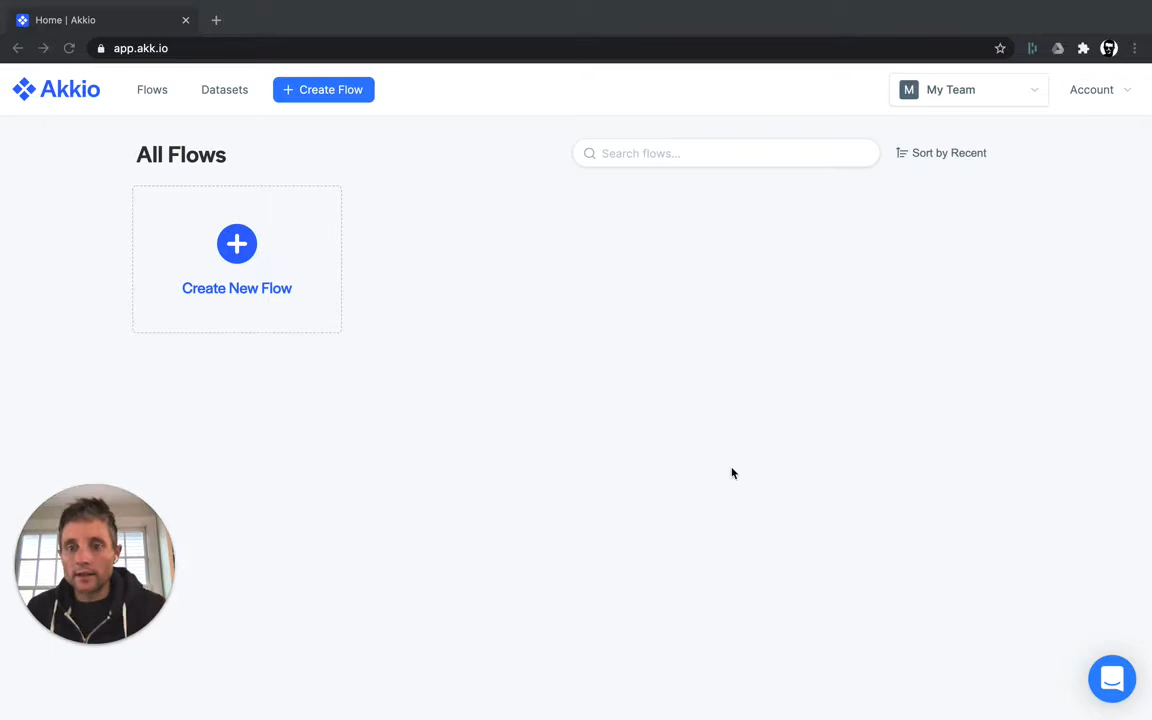 Home | Akkio
app.akk.io
Akkio
Flows
Datasets
Create Flow
M
My Team
Account
All Flows
Search flows...
Sort by Recent
Create New Flow